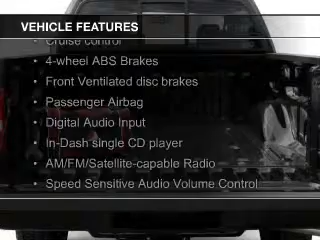 VEHICLE FEATURES
• Cruise control
• 4-wheel ABS Brakes
• Front Ventilated disc brakes
• Passenger Airbag
• Digital Audio Input
• In-Dash single CD player
• AM/FM/Satellite-capable Radio
• Speed Sensitive Audio Volume Control